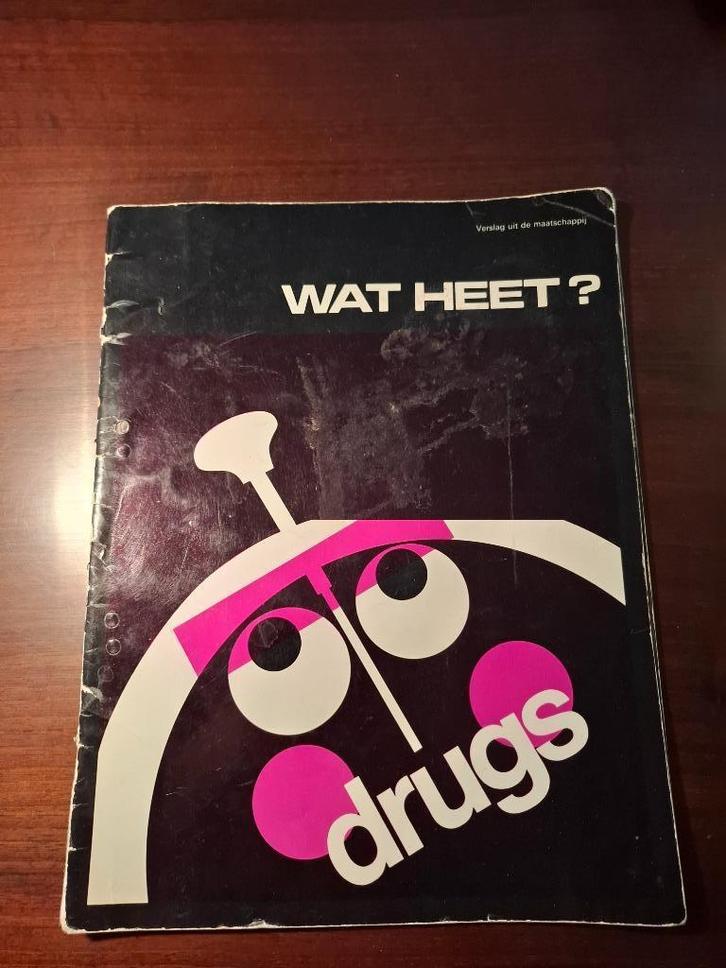 Verslag uit de maatschappij
WAT HEET?
drugs